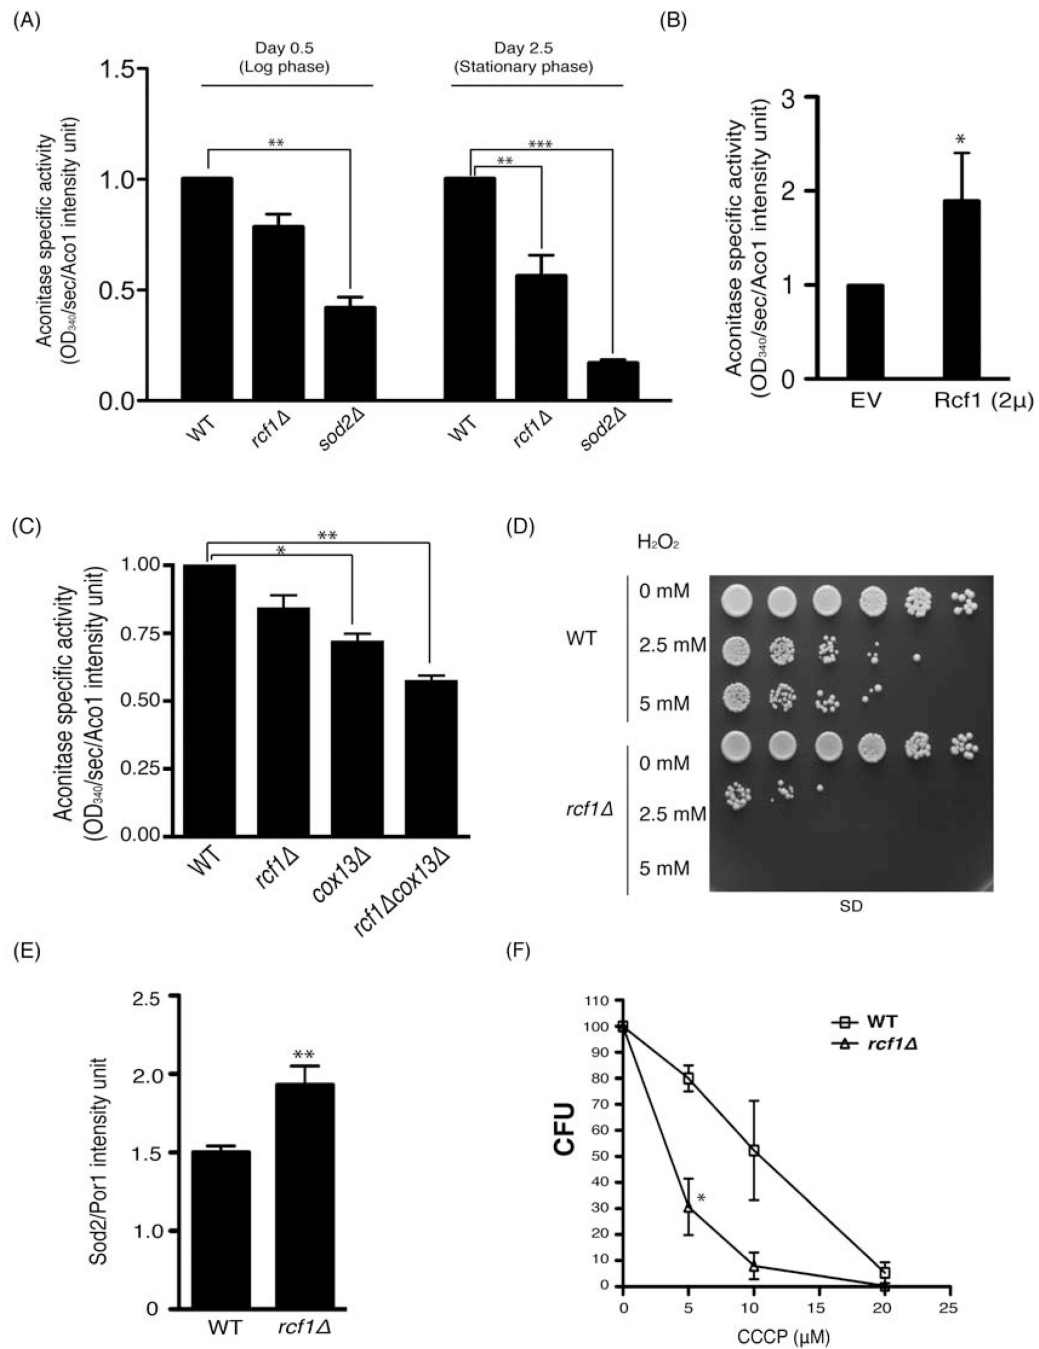 (A)
Day 0.5
(Log phase)
Day 2.5
(Stationary phase)
Aconitase specific activity
(OD₃₄₀/sec/Aco1 intensity unit)
1.5
1.0
0.5
0.0
**
***
**
WT
rcf1Δ
sod2Δ
WT
rcf1Δ
sod2Δ
(B)
Aconitase specific activity
(OD₃₄₀/sec/Aco1 intensity unit)
3
2
1
0
*
EV
Rcf1 (2μ)
(C)
Aconitase specific activity
(OD₃₄₀/sec/Aco1 intensity unit)
1.00
0.75
0.50
0.25
0.00
**
*
WT
rcf1Δ
cox13Δ
rcf1Δcox13Δ
(D)
H₂O₂
WT
0 mM
2.5 mM
5 mM
rcf1Δ
0 mM
2.5 mM
5 mM
SD
(E)
Sod2/Por1 intensity unit
2.5
2.0
1.5
1.0
0
**
WT
rcf1Δ
(F)
CFU
110
100
90
80
70
60
50
40
30
20
10
0
WT
rcf1Δ
*
0
5
10
15
20
25
CCCP (μM)